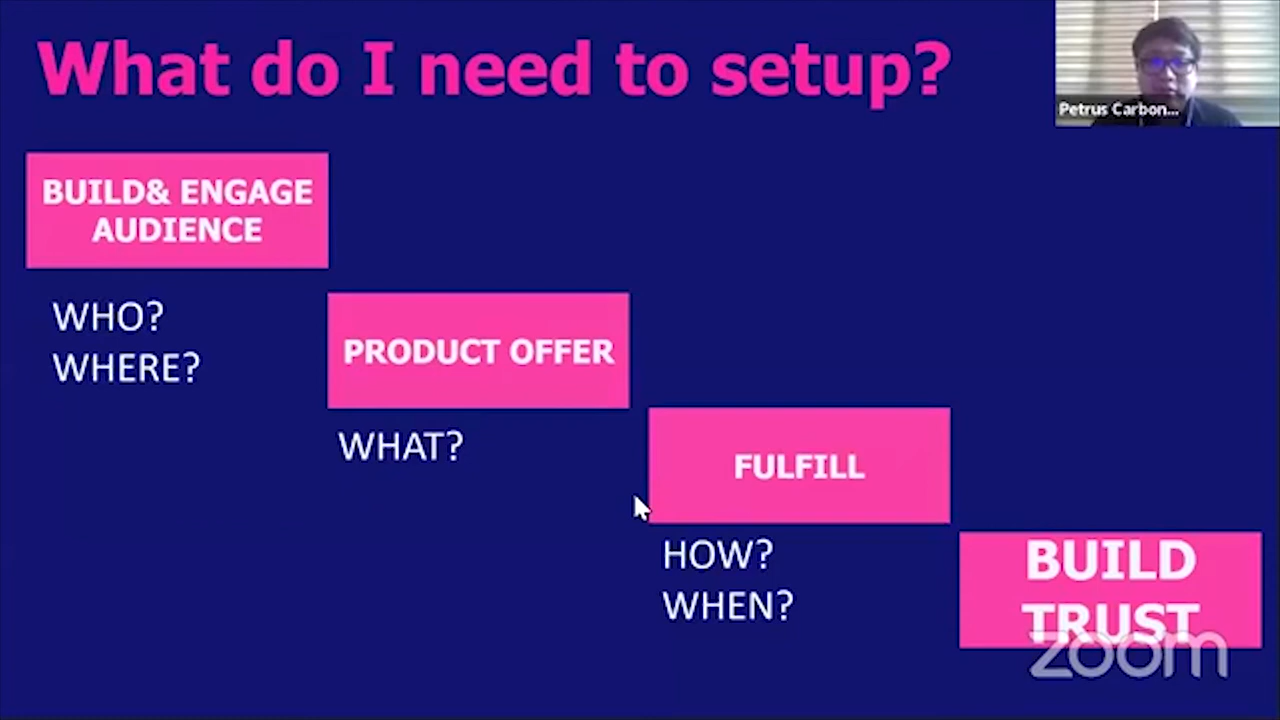 What do I need to setup?
Petrus Carbon...
BUILD& ENGAGE
AUDIENCE
WHO?
WHERE?
PRODUCT OFFER
WHAT?
FULFILL
HOW?
WHEN?
BUILD
TRUST
zoom